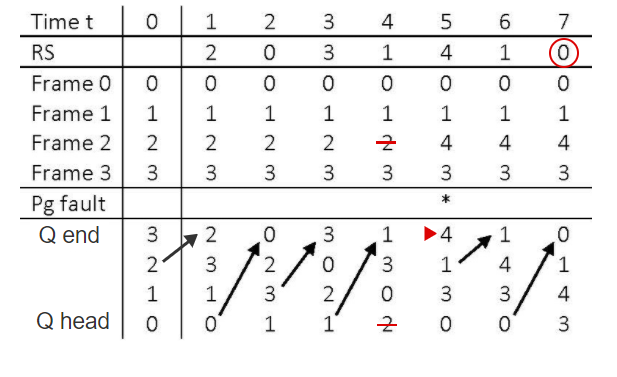 Time t 0 1 2 3 4 5 6 7
RS 2 0 3 1 4 1 0
Frame 0 0 0 0 0 0 0 0 0
Frame 1 1 1 1 1 1 1 1 1
Frame 2 2 2 2 2 2 4 4 4
Frame 3 3 3 3 3 3 3 3 3
Pg fault *
Q end 3 2 0 3 1 4 1 0
2 3 2 0 3 1 4 1
1 1 3 2 0 3 3 4
Q head 0 0 1 1 2 0 0 3